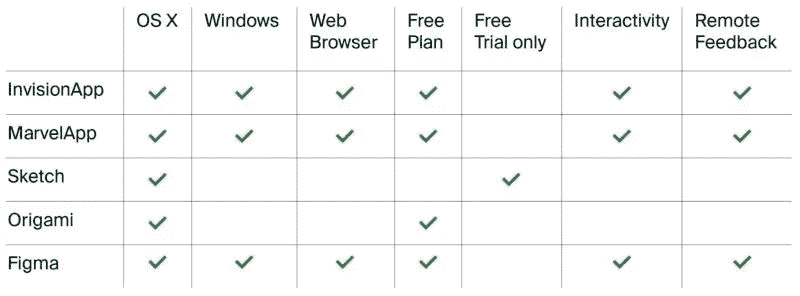 OS X Windows Web Browser Free Plan Free Trial only Interactivity Remote Feedback
InvisionApp ✓ ✓ ✓ ✓ ✓ ✓
MarvelApp ✓ ✓ ✓ ✓ ✓ ✓
Sketch ✓ ✓
Origami ✓ ✓
Figma ✓ ✓ ✓ ✓ ✓ ✓